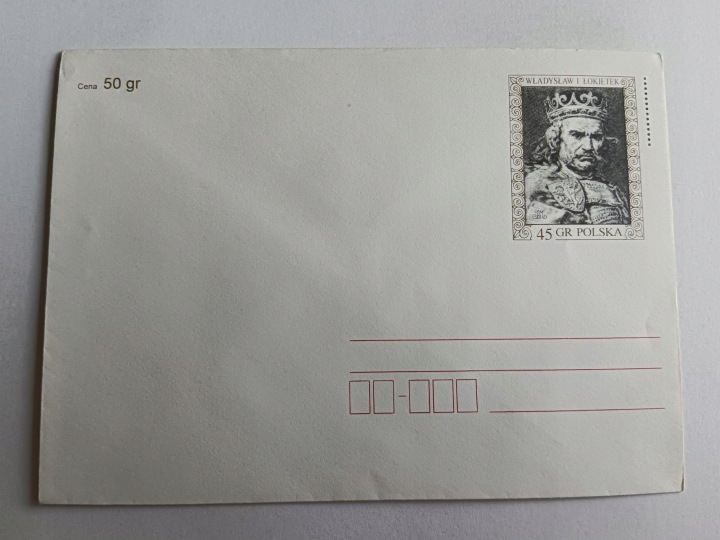 Cena 50 gr
WŁADYSŁAW I ŁOKIETEK
45 GR POLSKA